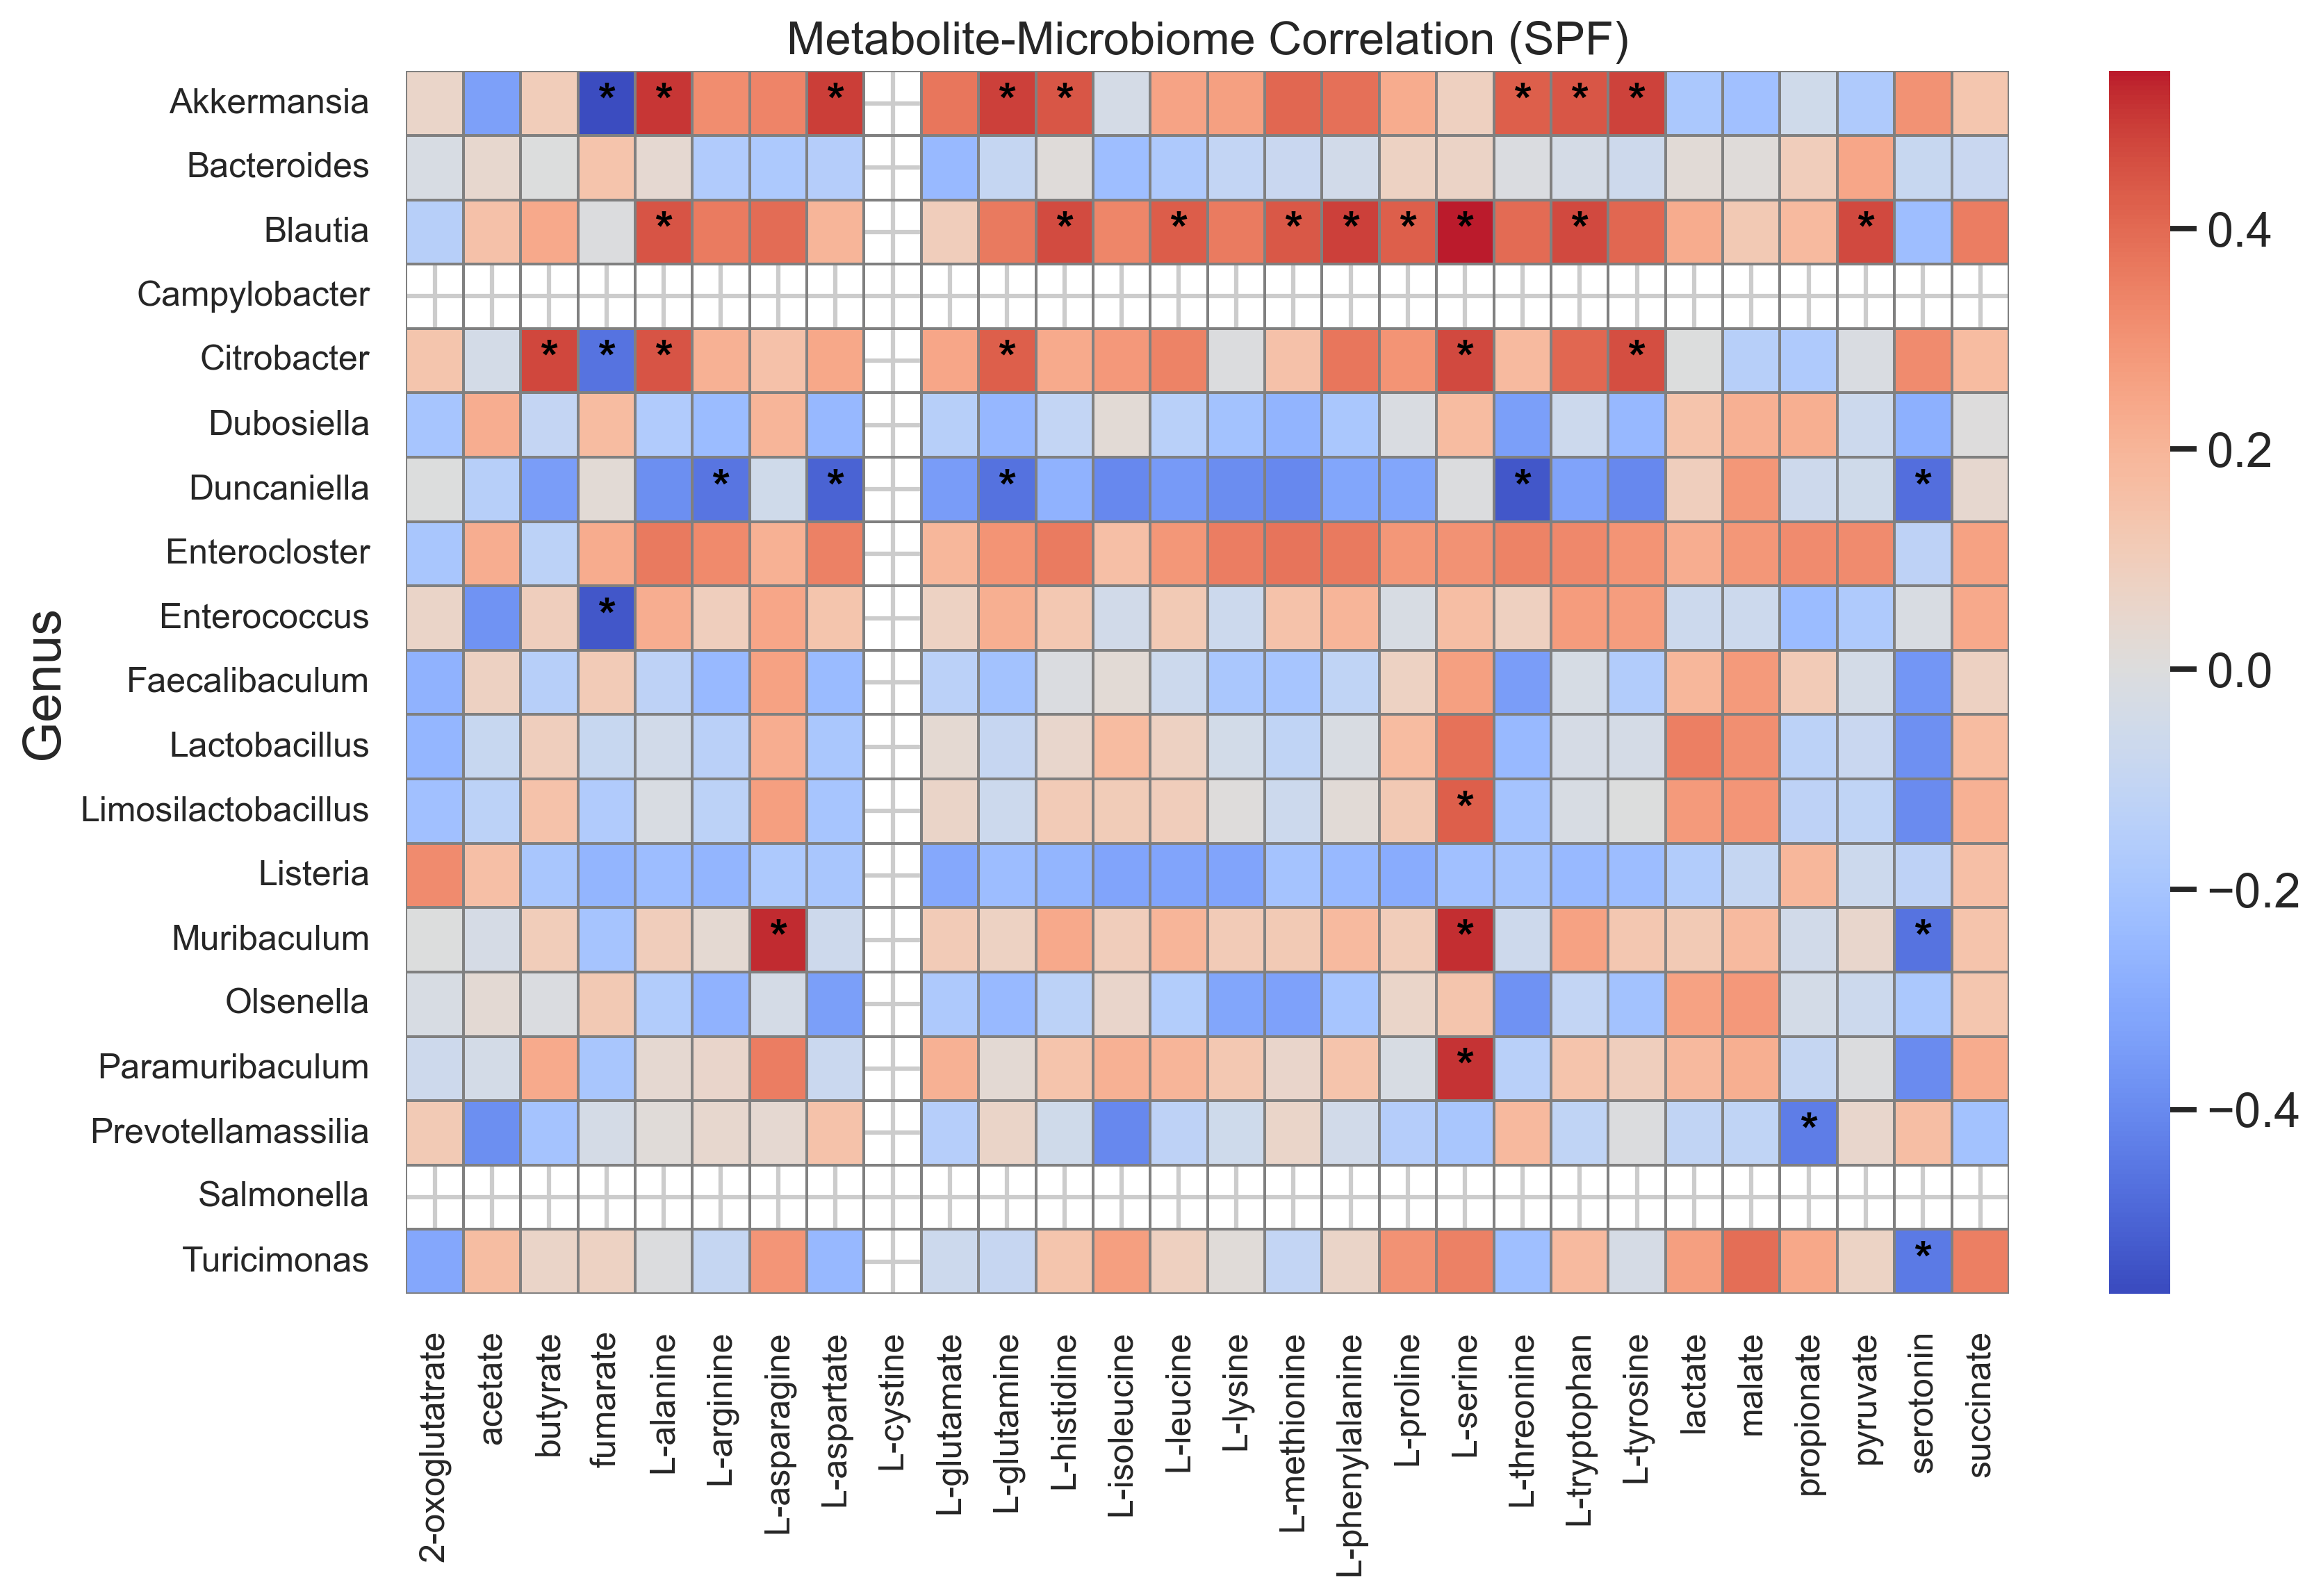 Metabolite-Microbiome Correlation (SPF)
Genus
Akkermansia * * * * * * * *
Bacteroides
Blautia * * * * * * * * *
Campylobacter
Citrobacter * * * * * *
Dubosiella
Duncaniella * * * * *
Enterocloster
Enterococcus *
Faecalibaculum
Lactobacillus
Limosilactobacillus *
Listeria
Muribaculum * * *
Olsenella
Paramuribaculum *
Prevotellamassilia *
Salmonella
Turicimonas *
2-oxoglutatrate
acetate
butyrate
fumarate
L-alanine
L-arginine
L-asparagine
L-aspartate
L-cystine
L-glutamate
L-glutamine
L-histidine
L-isoleucine
L-leucine
L-lysine
L-methionine
L-phenylalanine
L-proline
L-serine
L-threonine
L-tryptophan
L-tyrosine
lactate
malate
propionate
pyruvate
serotonin
succinate
0.4
0.2
0.0
−0.2
−0.4